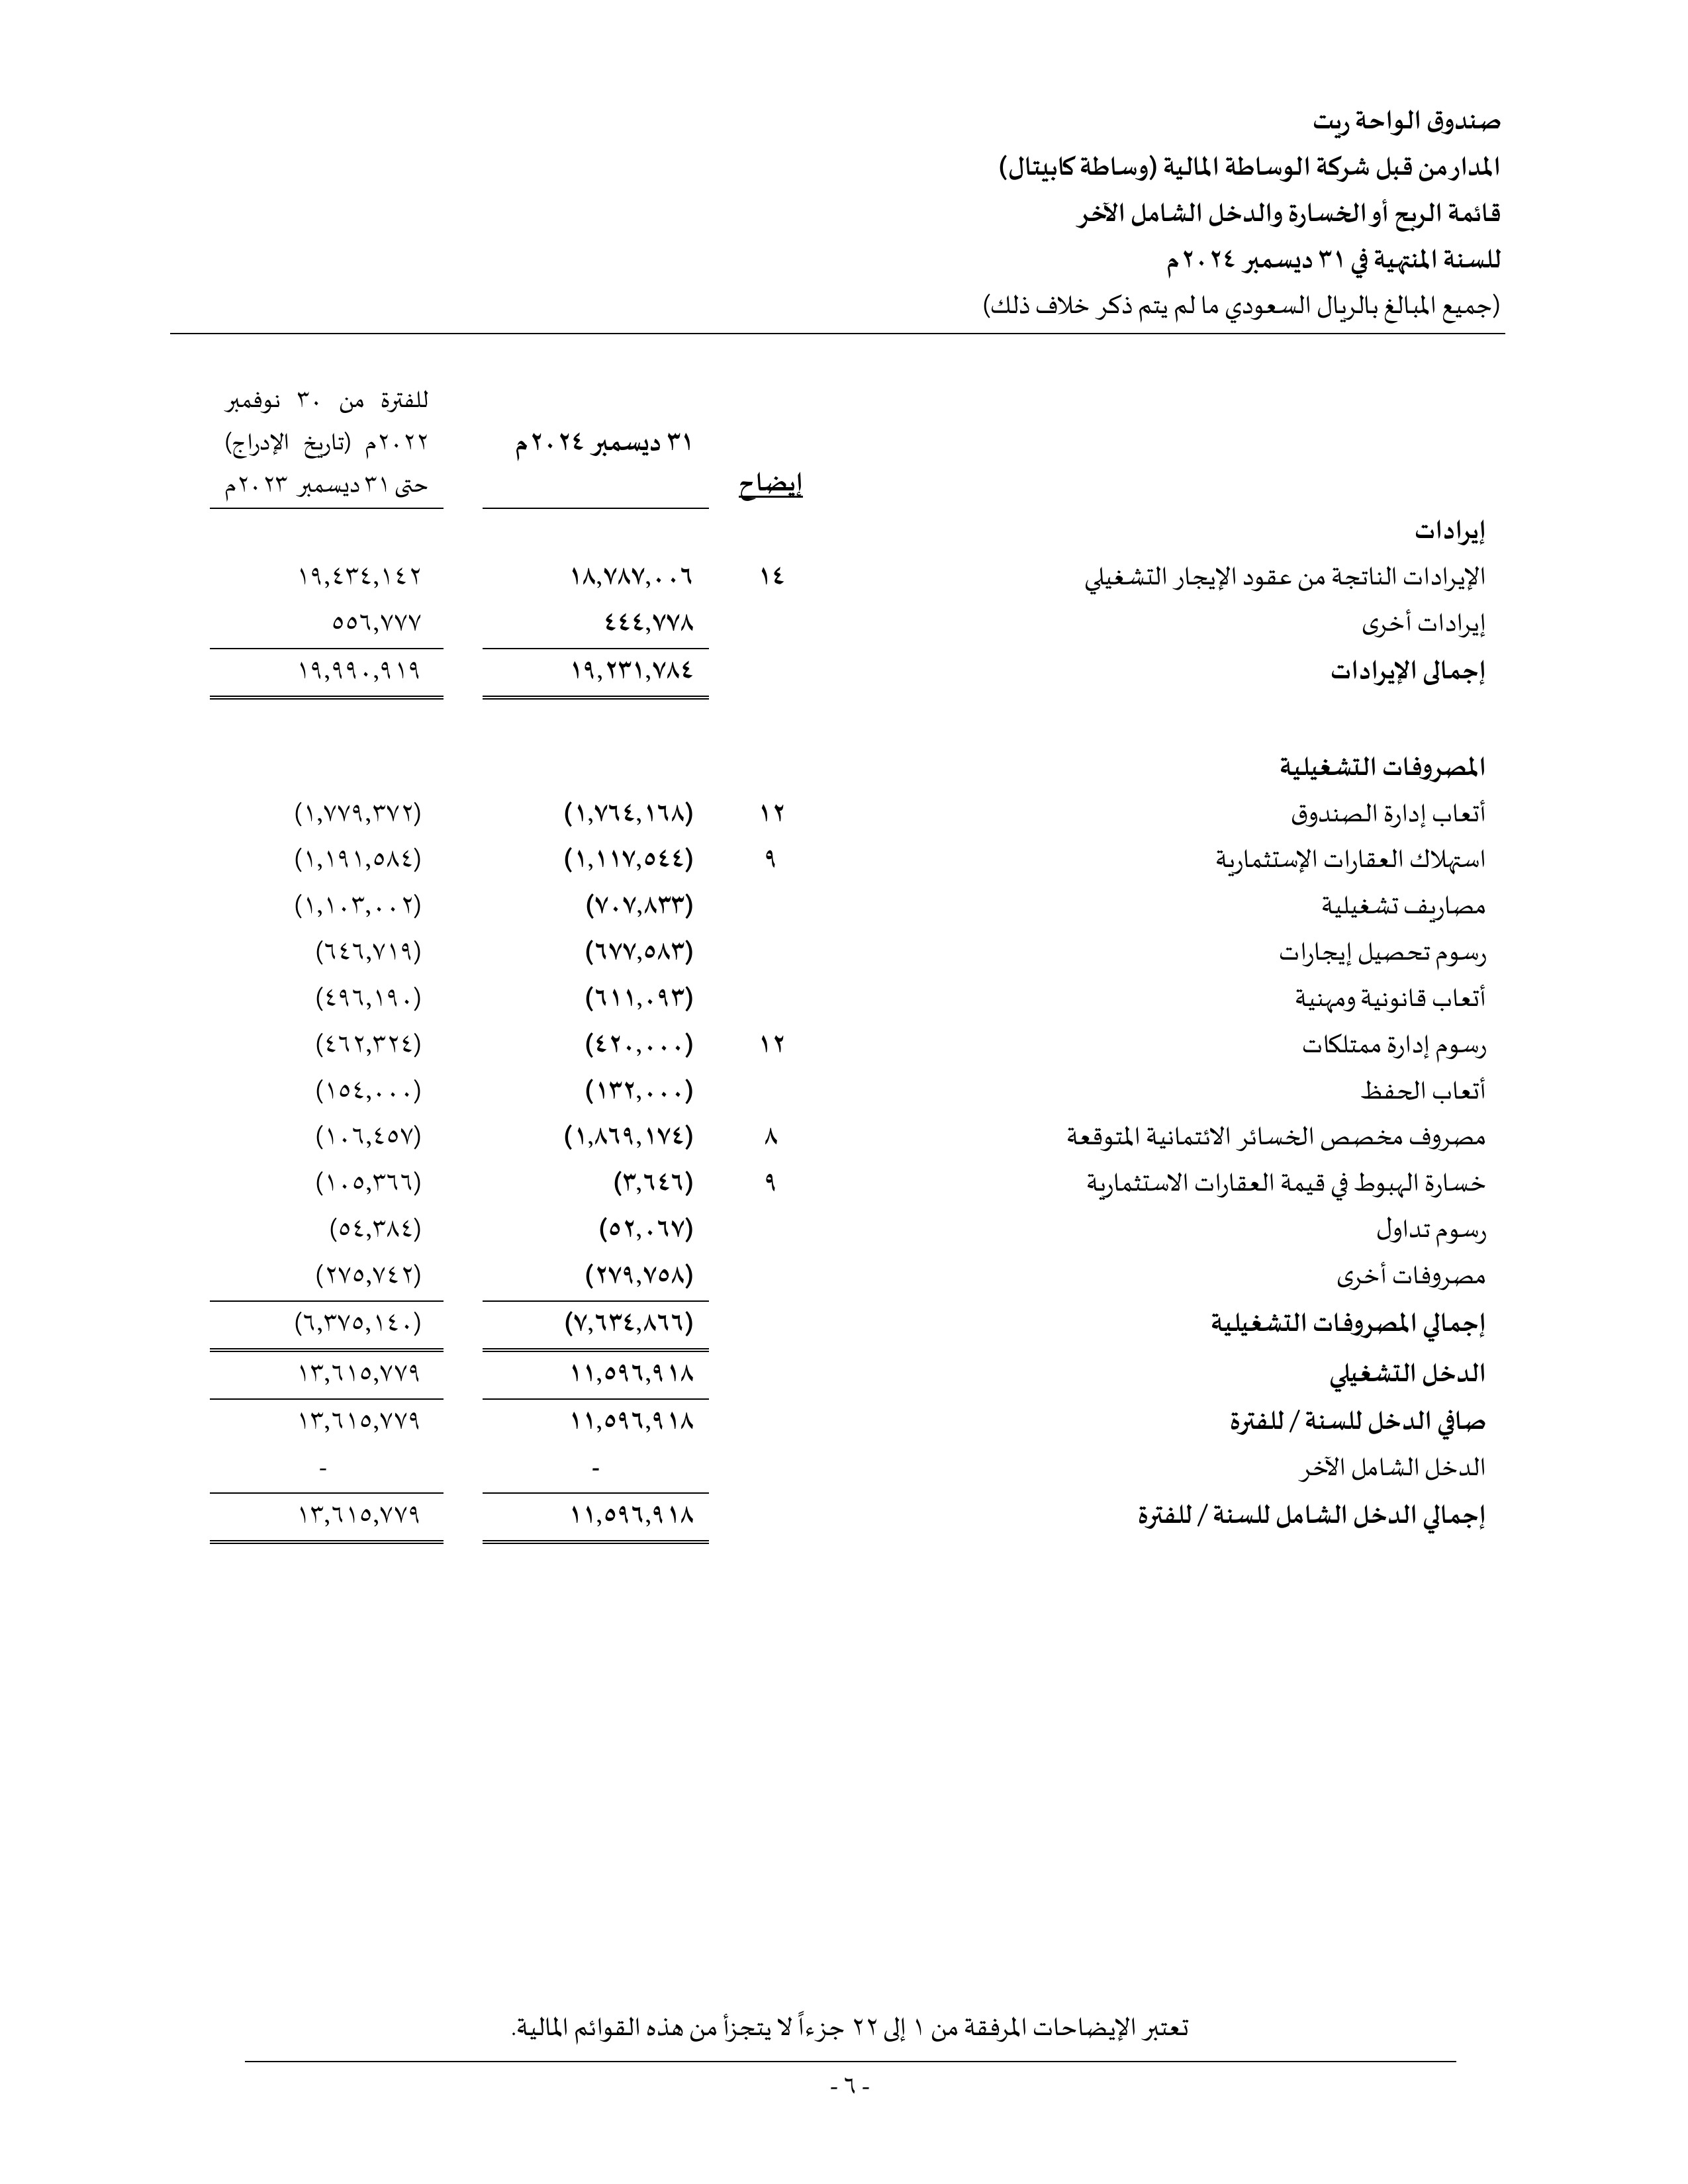 صندوق الواحة ريت
المدار من قبل شركة الوساطة المالية (وساطة كابيتال)
قائمة الربح أو الخسارة والدخل الشامل الآخر
للسنة المنتهية في ٣١ ديسمبر ٢٠٢٤م
(جميع المبالغ بالريال السعودي ما لم يتم ذكر خلاف ذلك)
إيضاح ٣١ ديسمبر ٢٠٢٤م للفترة من ٣٠ نوفمبر
٢٠٢٢م (تاريخ الإدراج)
حتى ٣١ ديسمبر ٢٠٢٣م
إيرادات
الإيرادات الناتجة من عقود الإيجار التشغيلي ١٤ ١٨,٧٨٧,٠٠٦ ١٩,٤٣٤,١٤٢
إيرادات أخرى ٤٤٤,٧٧٨ ٥٥٦,٧٧٧
إجمالى الإيرادات ١٩,٢٣١,٧٨٤ ١٩,٩٩٠,٩١٩
المصروفات التشغيلية
أتعاب إدارة الصندوق ١٢ (١,٧٦٤,١٦٨) (١,٧٧٩,٣٧٢)
استهلاك العقارات الإستثمارية ٩ (١,١١٧,٥٤٤) (١,١٩١,٥٨٤)
مصاريف تشغيلية (٧٠٧,٨٣٣) (١,١٠٣,٠٠٢)
رسوم تحصيل إيجارات (٦٧٧,٥٨٣) (٦٤٦,٧١٩)
أتعاب قانونية ومهنية (٦١١,٠٩٣) (٤٩٦,١٩٠)
رسوم إدارة ممتلكات ١٢ (٤٢٠,٠٠٠) (٤٦٢,٣٢٤)
أتعاب الحفظ (١٣٢,٠٠٠) (١٥٤,٠٠٠)
مصروف مخصص الخسائر الائتمانية المتوقعة ٨ (١,٨٦٩,١٧٤) (١٠٦,٤٥٧)
خسارة الهبوط في قيمة العقارات الاستثمارية ٩ (٣,٦٤٦) (١٠٥,٣٦٦)
رسوم تداول (٥٢,٠٦٧) (٥٤,٣٨٤)
مصروفات أخرى (٢٧٩,٧٥٨) (٢٧٥,٧٤٢)
إجمالي المصروفات التشغيلية (٧,٦٣٤,٨٦٦) (٦,٣٧٥,١٤٠)
الدخل التشغيلي ١١,٥٩٦,٩١٨ ١٣,٦١٥,٧٧٩
صافي الدخل للسنة / للفترة ١١,٥٩٦,٩١٨ ١٣,٦١٥,٧٧٩
الدخل الشامل الآخر - -
إجمالي الدخل الشامل للسنة / للفترة ١١,٥٩٦,٩١٨ ١٣,٦١٥,٧٧٩
تعتبر الإيضاحات المرفقة من ١ إلى ٢٢ جزءاً لا يتجزأ من هذه القوائم المالية.
- ٦ -